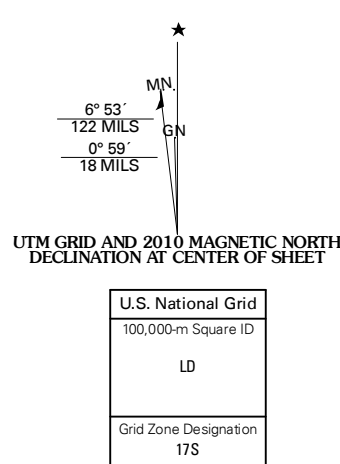 ★
MN.
6° 53´
122 MILS
GN
0° 59´
18 MILS
UTM GRID AND 2010 MAGNETIC NORTH
DECLINATION AT CENTER OF SHEET
U.S. National Grid
100,000-m Square ID
LD
Grid Zone Designation
17S